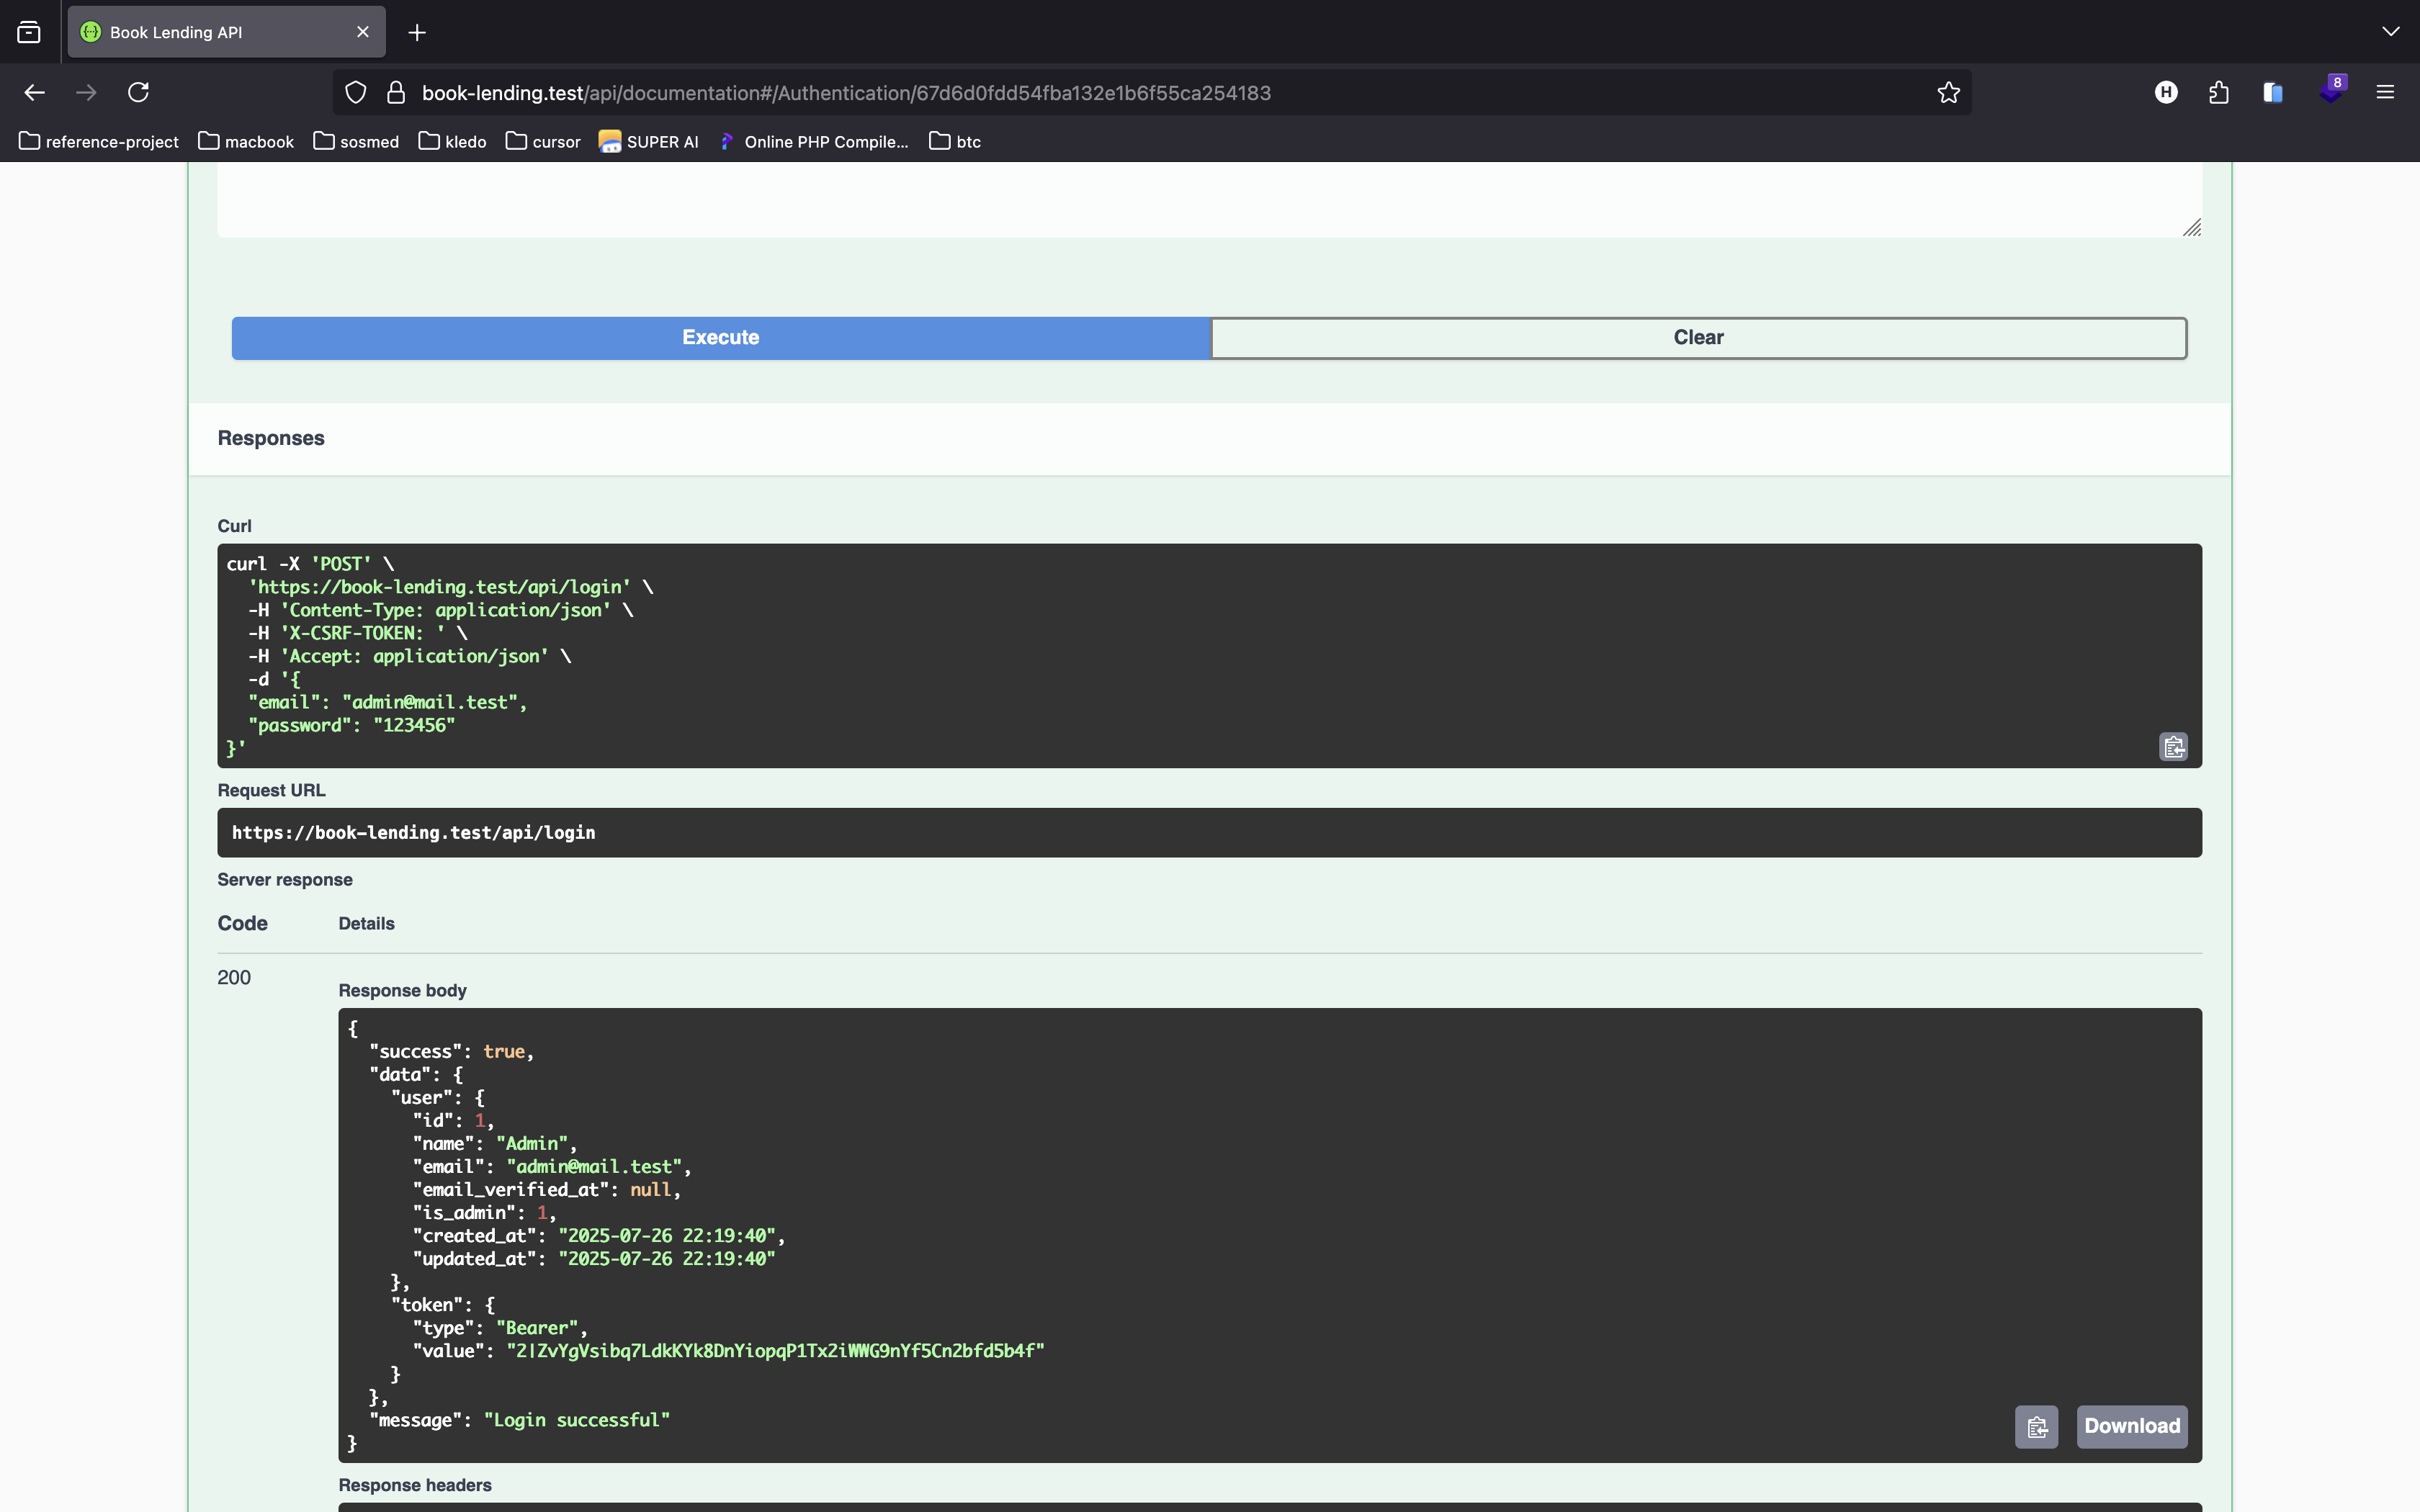 Book Lending API
book-lending.test/api/documentation#/Authentication/67d6d0fdd54fba132e1b6f55ca254183
H
8
reference-project
macbook
sosmed
kledo
cursor
SUPER AI
Online PHP Compile...
btc
Execute
Clear
Responses
Curl
curl -X 'POST' \
'https://book-lending.test/api/login' \
-H 'Content-Type: application/json' \
-H 'X-CSRF-TOKEN: ' \
-H 'Accept: application/json' \
-d '{
"email": "admin@mail.test",
"password": "123456"
}'
Request URL
https://book-lending.test/api/login
Server response
Code Details
200
Response body
{
"success": true,
"data": {
"user": {
"id": 1,
"name": "Admin",
"email": "admin@mail.test",
"email_verified_at": null,
"is_admin": 1,
"created_at": "2025-07-26 22:19:40",
"updated_at": "2025-07-26 22:19:40"
},
"token": {
"type": "Bearer",
"value": "2|ZvYgVsibq7LdkKYk8DnYiopqP1Tx2iWWG9nYf5Cn2bfd5b4f"
}
},
"message": "Login successful"
}
Download
Response headers